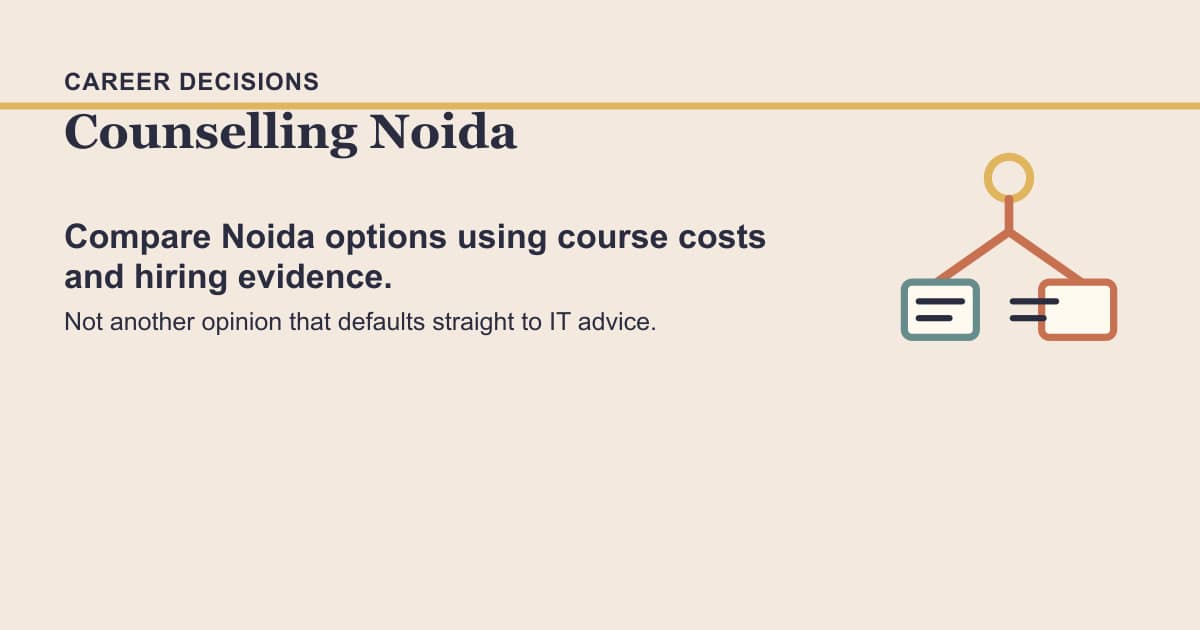 CAREER DECISIONS
Counselling Noida
Compare Noida options using course costs
and hiring evidence.
Not another opinion that defaults straight to IT advice.